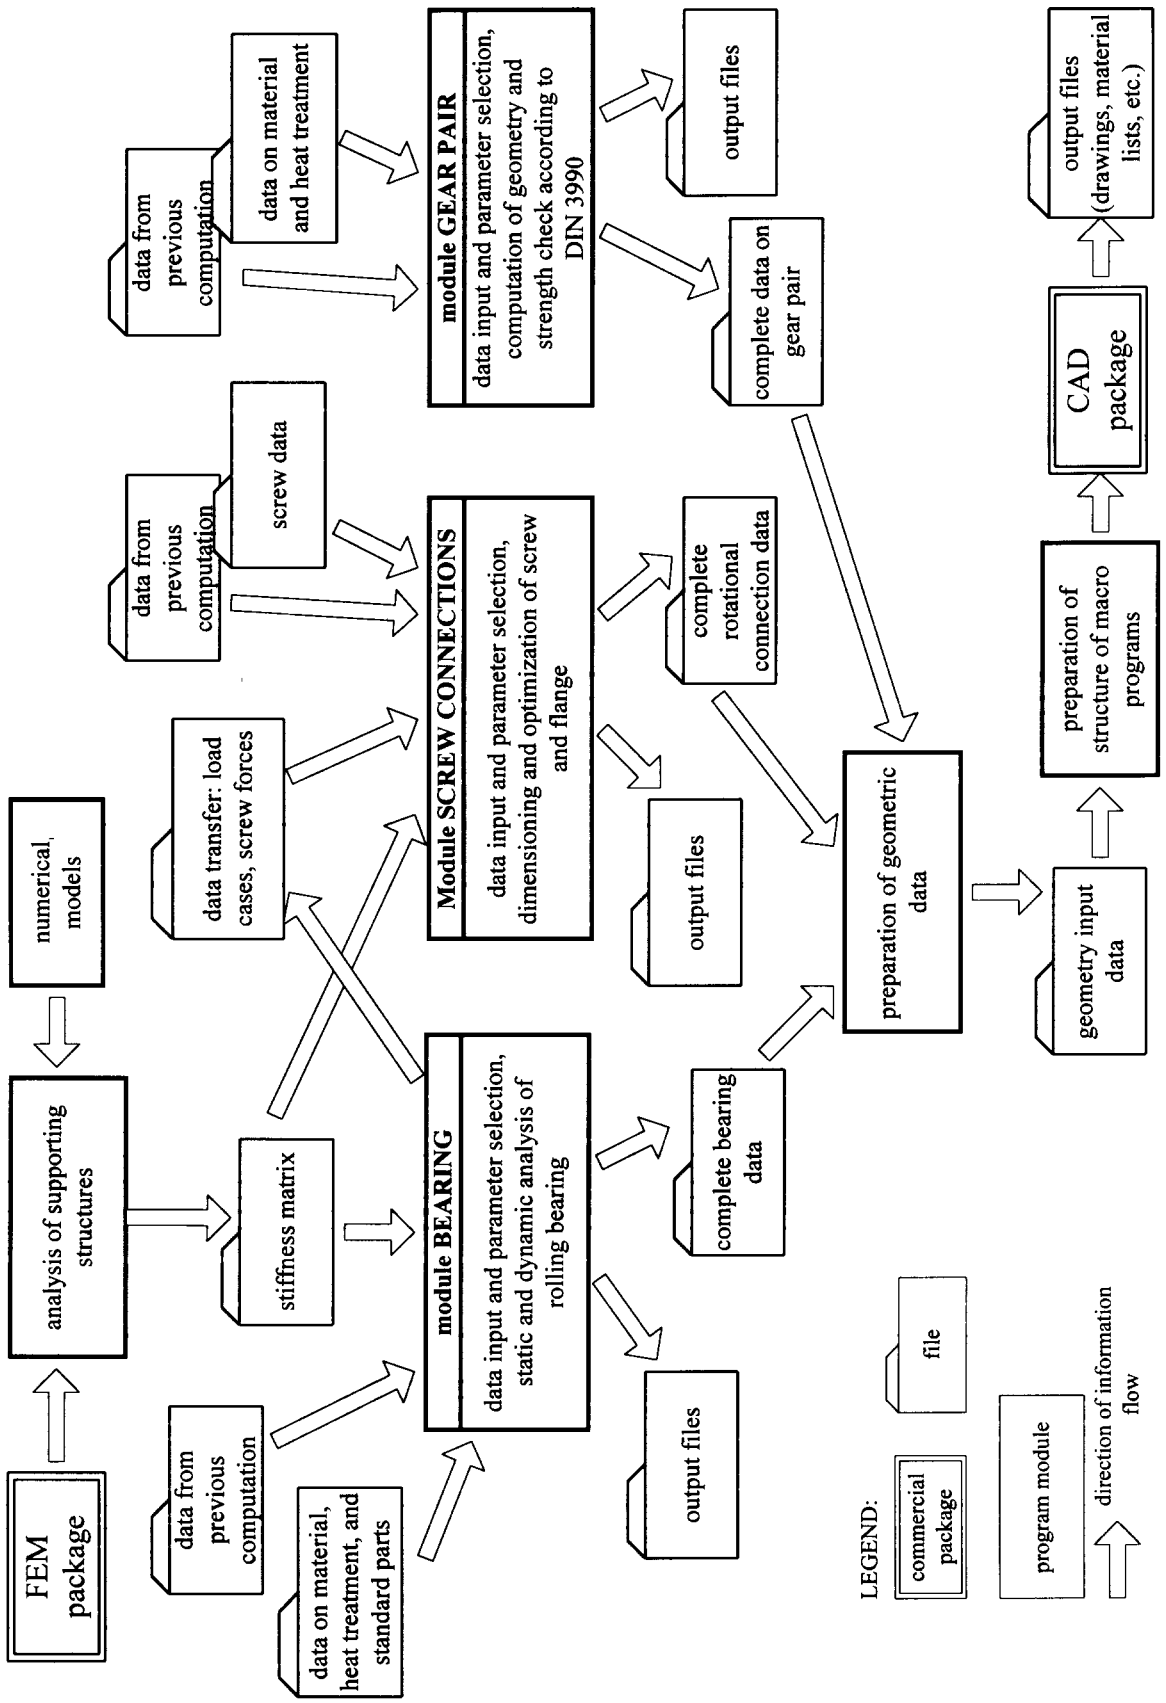 FEM
package
analysis of supporting
structures
numerical
models
data from
previous
computation
data on material,
heat treatment, and
standard parts
stiffness matrix
data transfer: load
cases, screw forces
data from
previous
computation
screw data
data from
previous
computation
data on material
and heat treatment
module BEARING
data input and parameter selection,
static and dynamic analysis of
rolling bearing
Module SCREW CONNECTIONS
data input and parameter selection,
dimensioning and optimization of screw
and flange
module GEAR PAIR
data input and parameter selection,
computation of geometry and
strength check according to
DIN 3990
output files
complete bearing
data
output files
complete
rotational
connection data
complete data on
gear pair
output files
preparation of geometric
data
LEGEND:
commercial
package
file
program module
direction of information
flow
geometry input
data
preparation of
structure of macro
programs
CAD
package
output files
(drawings, material
lists, etc.)